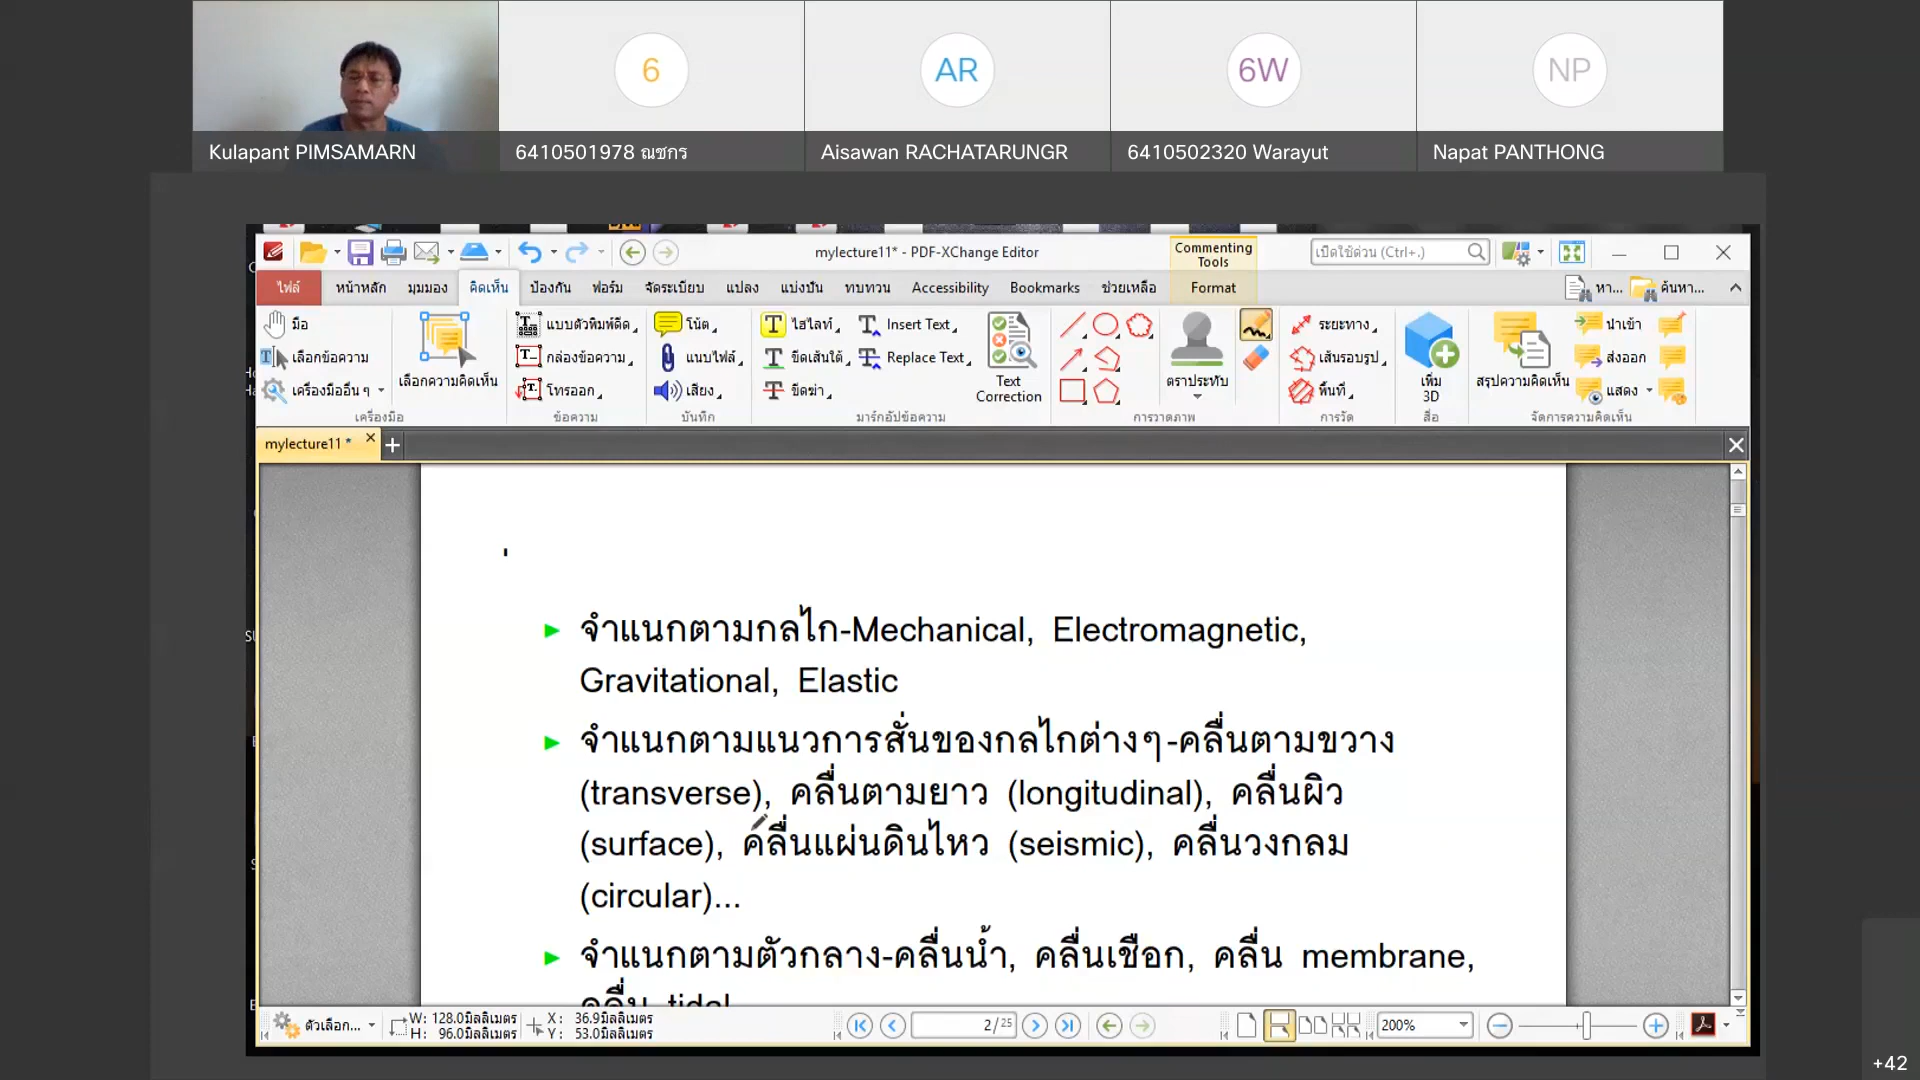 6
AR
6W
NP
Kulapant PIMSAMARN
6410501978 ณชกร
Aisawan RACHATARUNGR
6410502320 Warayut
Napat PANTHONG
mylecture11* - PDF-XChange Editor
Commenting Tools
เปิดใช้ด่วน (Ctrl+.)
ไฟล์ หน้าหลัก มุมมอง คิดเห็น ป้องกัน ฟอร์ม จัดระเบียบ แปลง แบ่งปัน ทบทวน Accessibility Bookmarks ช่วยเหลือ Format หา... ค้นหา...
มือ
เลือกข้อความ
เครื่องมืออื่น ๆ
เครื่องมือ
เลือกความคิดเห็น
แบบตัวพิมพ์ดีด
กล่องข้อความ
โทรออก
ข้อความ
โน้ต
แนบไฟล์
เสียง
บันทึก
ไฮไลท์ Insert Text
ขีดเส้นใต้ Replace Text
ขีดฆ่า
Text Correction
มาร์กอัปข้อความ
ตราประทับ
การวาดภาพ
ระยะทาง
เส้นรอบรูป
พื้นที่
การวัด
เพิ่ม 3D
สื่อ
สรุปความคิดเห็น
นำเข้า
ส่งออก
แสดง
จัดการความคิดเห็น
mylecture11 *
จำแนกตามกลไก-Mechanical, Electromagnetic,
Gravitational, Elastic
จำแนกตามแนวการสั่นของกลไกต่างๆ-คลื่นตามขวาง
(transverse), คลื่นตามยาว (longitudinal), คลื่นผิว
(surface), คลื่นแผ่นดินไหว (seismic), คลื่นวงกลม
(circular)...
จำแนกตามตัวกลาง-คลื่นน้ำ, คลื่นเชือก, คลื่น membrane,
คลื่น tidal
ตัวเลือก... W: 128.0มิลลิเมตร X: 36.9มิลลิเมตร
H: 96.0มิลลิเมตร Y: 53.0มิลลิเมตร
2/25
200%
+42